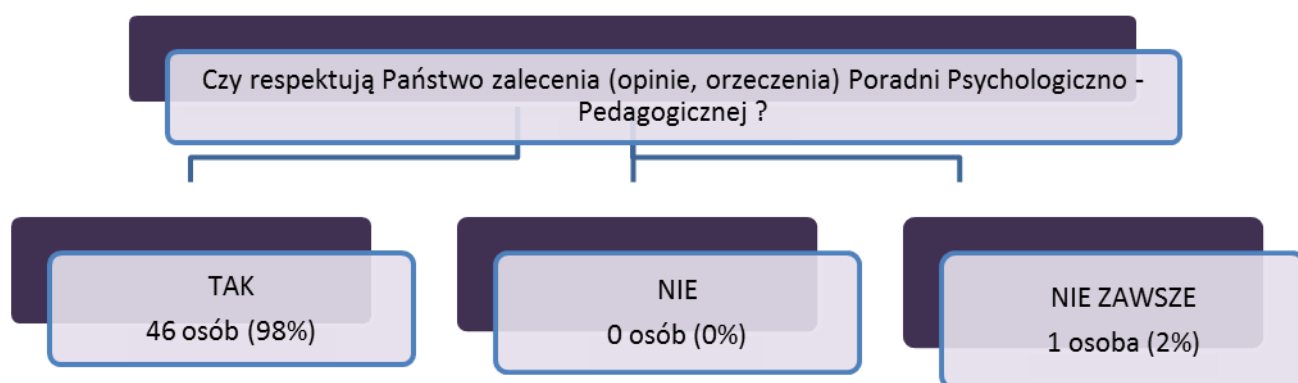 Czy respektują Państwo zalecenia (opinie, orzeczenia) Poradni Psychologiczno -
Pedagogicznej ?
TAK
46 osób (98%)
NIE
0 osób (0%)
NIE ZAWSZE
1 osoba (2%)